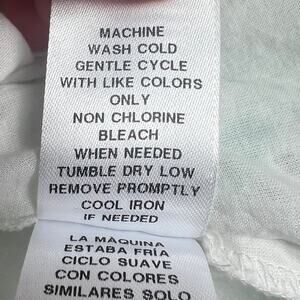 MACHINE
WASH COLD
GENTLE CYCLE
WITH LIKE COLORS
ONLY
NON CHLORINE
BLEACH
WHEN NEEDED
TUMBLE DRY LOW
REMOVE PROMPTLY
COOL IRON
IF NEEDED
LA MAQUINA
ESTABA FRÍA
CICLO SUAVE
CON COLORES
SIMILARES SOLO